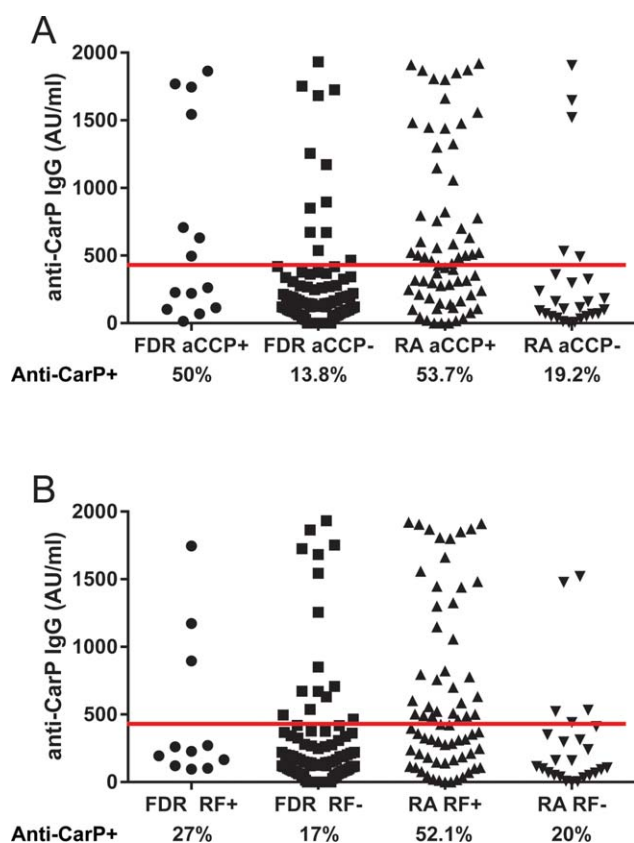 A
anti-CarP IgG (AU/ml)
2000
1500
1000
500
0
FDR aCCP+ FDR aCCP- RA aCCP+ RA aCCP-
Anti-CarP+ 50% 13.8% 53.7% 19.2%
B
anti-CarP IgG (AU/ml)
2000
1500
1000
500
0
FDR RF+ FDR RF- RA RF+ RA RF-
Anti-CarP+ 27% 17% 52.1% 20%